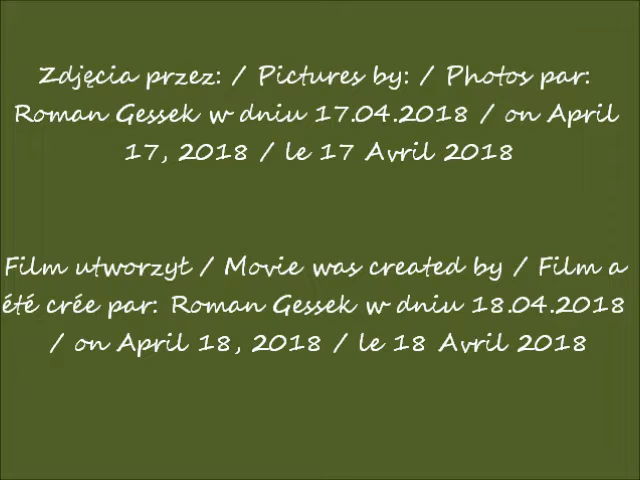 Zdjęcia przez: / Pictures by: / Photos par:
Roman Gessek w dniu 17.04.2018 / on April
17, 2018 / le 17 Avril 2018
Film utworzył / Movie was created by / Film a
été crée par: Roman Gessek w dniu 18.04.2018
/ on April 18, 2018 / le 18 Avril 2018